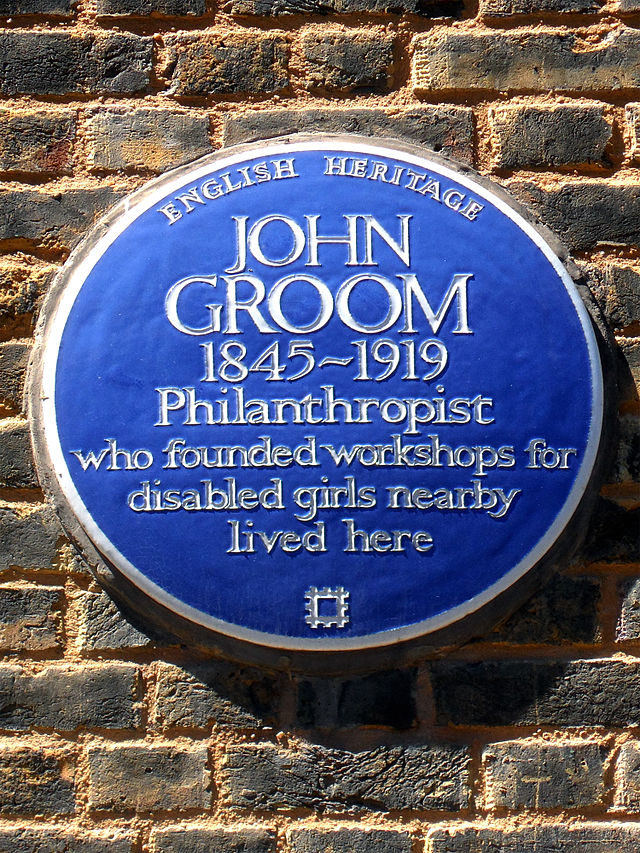 ENGLISH HERITAGE
JOHN
GROOM
1845~1919
Philanthropist
who founded workshops for
disabled girls nearby
lived here